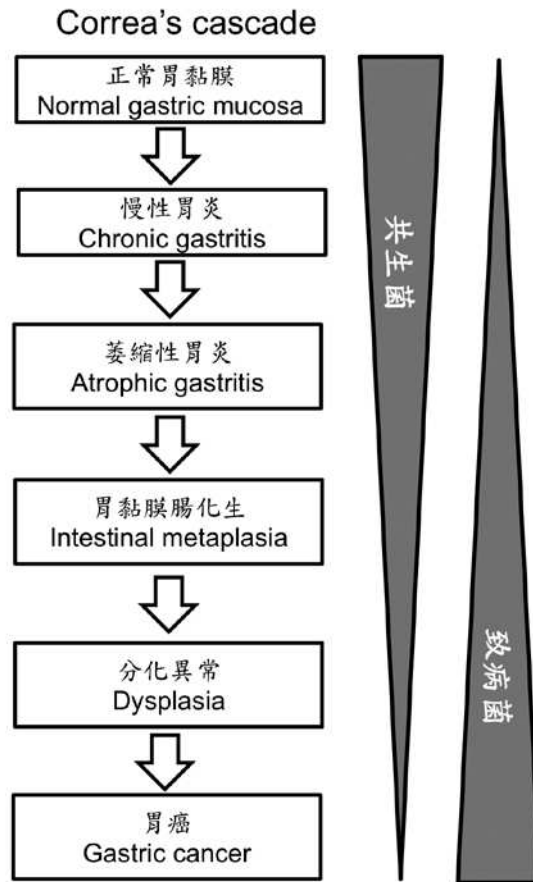 Correa's cascade
正常胃黏膜
Normal gastric mucosa
慢性胃炎
Chronic gastritis
萎縮性胃炎
Atrophic gastritis
胃黏膜腸化生
Intestinal metaplasia
分化異常
Dysplasia
胃癌
Gastric cancer
共生菌
致病菌